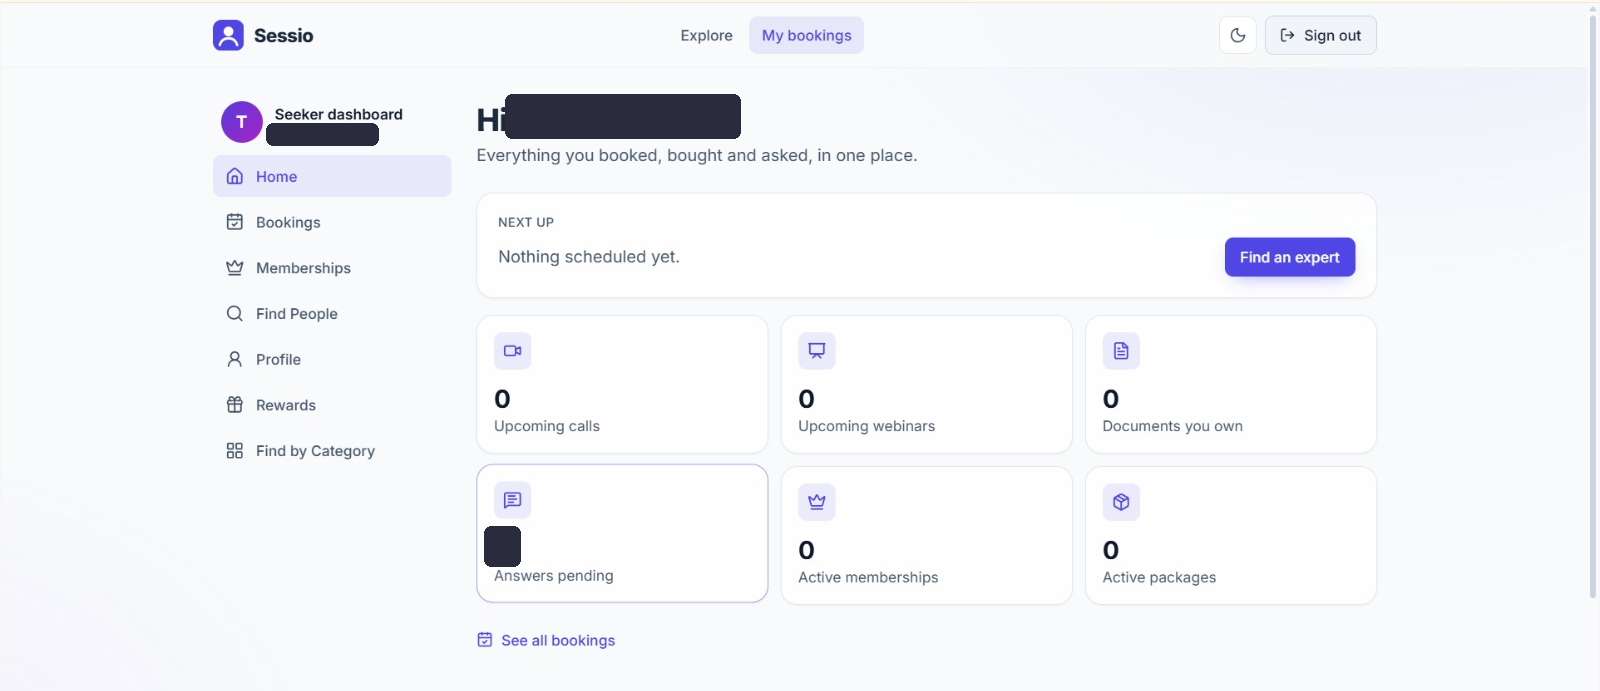 Sessio
Explore
My bookings
Sign out
T
Seeker dashboard
Home
Bookings
Memberships
Find People
Profile
Rewards
Find by Category
Hi
Everything you booked, bought and asked, in one place.
NEXT UP
Nothing scheduled yet.
Find an expert
0
Upcoming calls
0
Upcoming webinars
0
Documents you own
Answers pending
0
Active memberships
0
Active packages
See all bookings